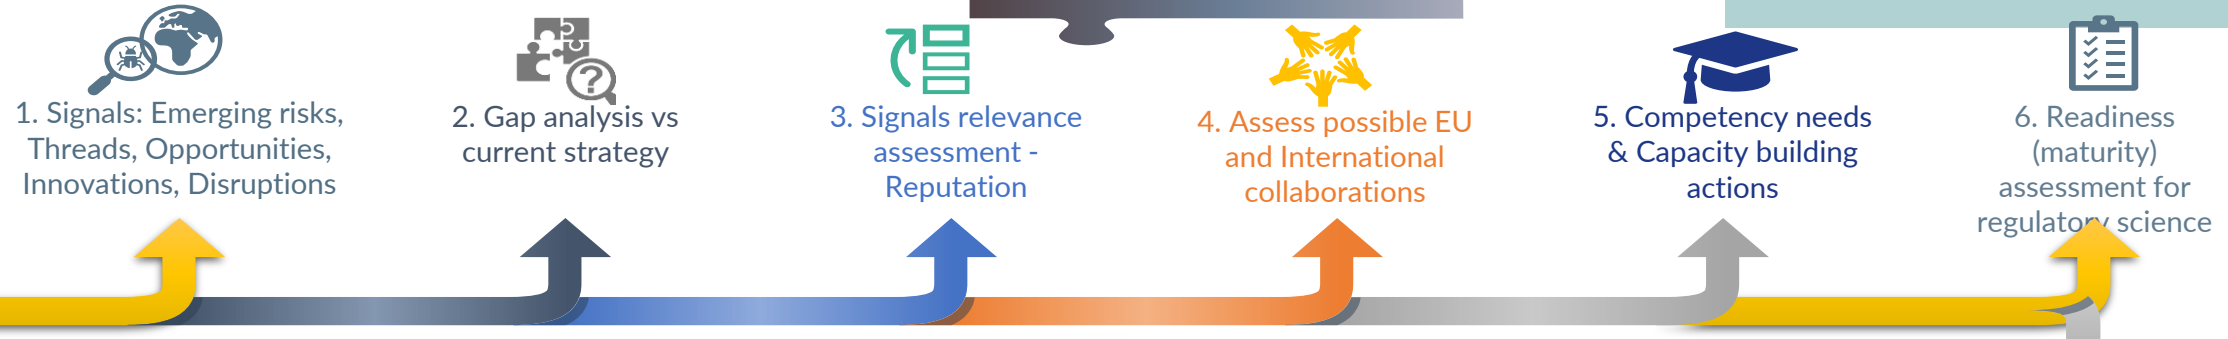 1. Signals: Emerging risks,
Threads, Opportunities,
Innovations, Disruptions
2. Gap analysis vs
current strategy
3. Signals relevance
assessment -
Reputation
4. Assess possible EU
and International
collaborations
5. Competency needs
& Capacity building
actions
6. Readiness
(maturity)
assessment for
regulatory science